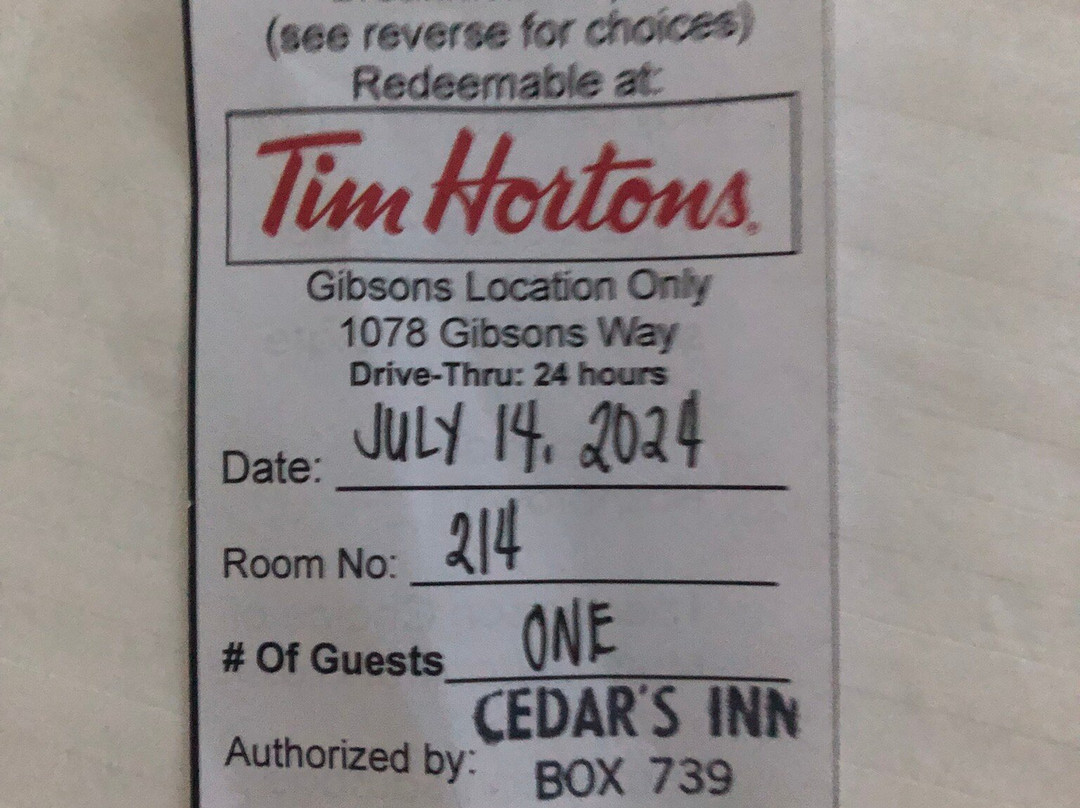 (see reverse for choices)
Redeemable at:
Tim Hortons®
Gibsons Location Only
1078 Gibsons Way
Drive-Thru: 24 hours
Date: JULY 14, 2024
Room No: 214
# Of Guests ONE
CEDAR'S INN
Authorized by:
BOX 739